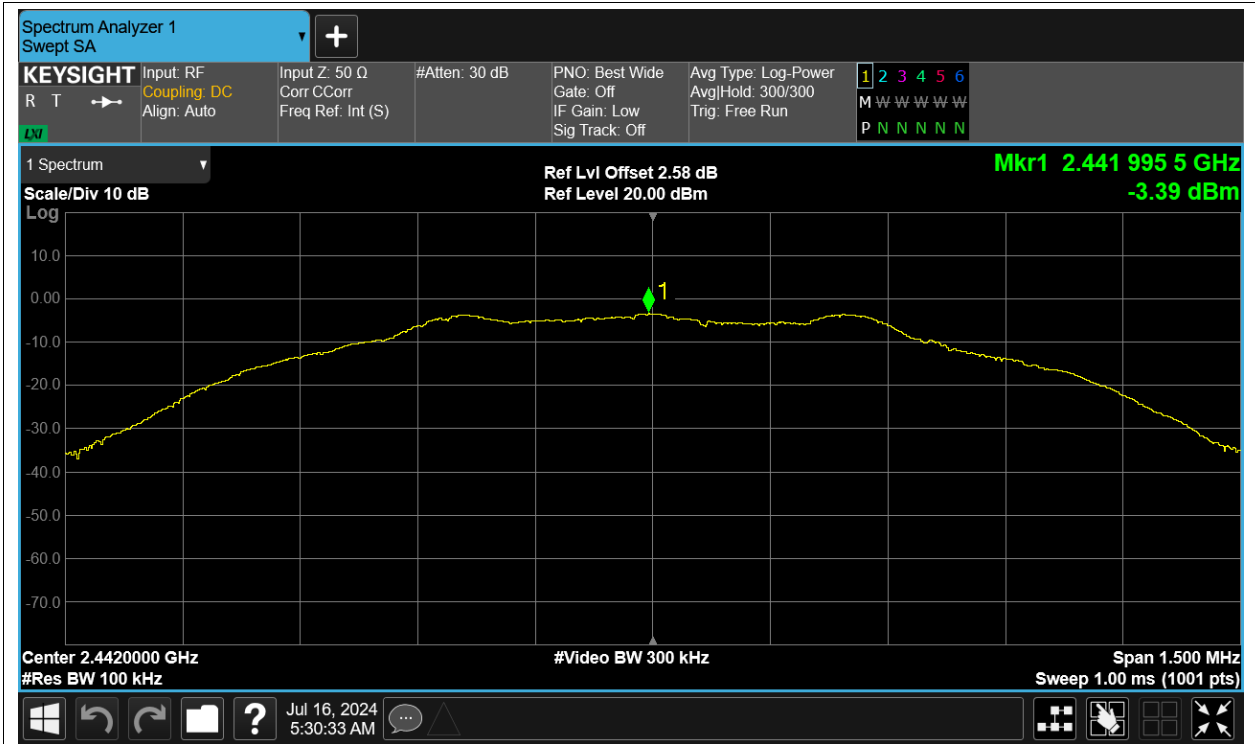 Spectrum Analyzer 1
Swept SA
KEYSIGHT
R T
LXI
Input: RF
Coupling: DC
Align: Auto
Input Z: 50 Ω
Corr CCorr
Freq Ref: Int (S)
#Atten: 30 dB
PNO: Best Wide
Gate: Off
IF Gain: Low
Sig Track: Off
Avg Type: Log-Power
Avg|Hold: 300/300
Trig: Free Run
1 2 3 4 5 6
M W W W W W
P N N N N N
1 Spectrum
Scale/Div 10 dB
Log
Ref Lvl Offset 2.58 dB
Ref Level 20.00 dBm
Mkr1 2.441 995 5 GHz
-3.39 dBm
1
10.0
0.00
-10.0
-20.0
-30.0
-40.0
-50.0
-60.0
-70.0
Center 2.4420000 GHz
#Res BW 100 kHz
#Video BW 300 kHz
Span 1.500 MHz
Sweep 1.00 ms (1001 pts)
?
Jul 16, 2024
5:30:33 AM